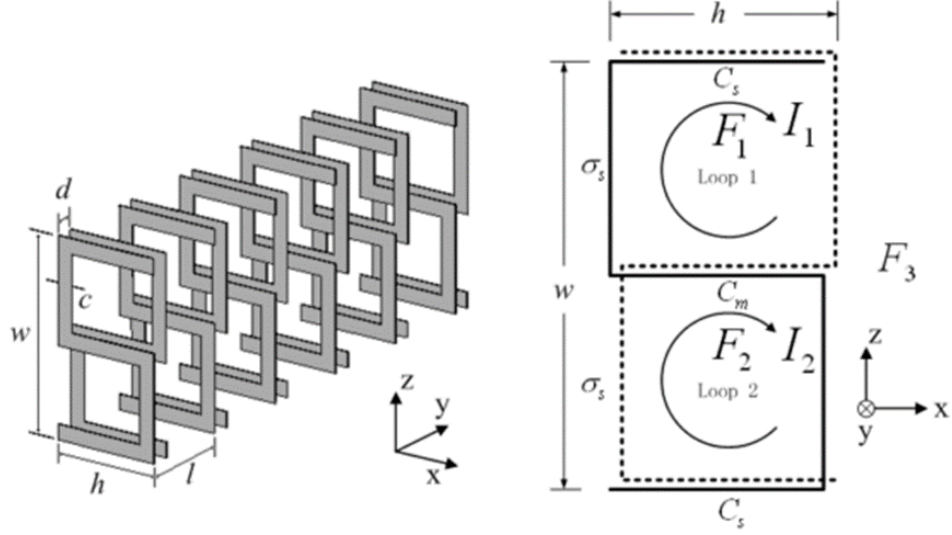 d
c
w
h
l
z
y
x
h
C_s
F_1
I_1
Loop 1
σ_s
w
C_m
F_2
I_2
Loop 2
σ_s
C_s
F_3
z
x
y